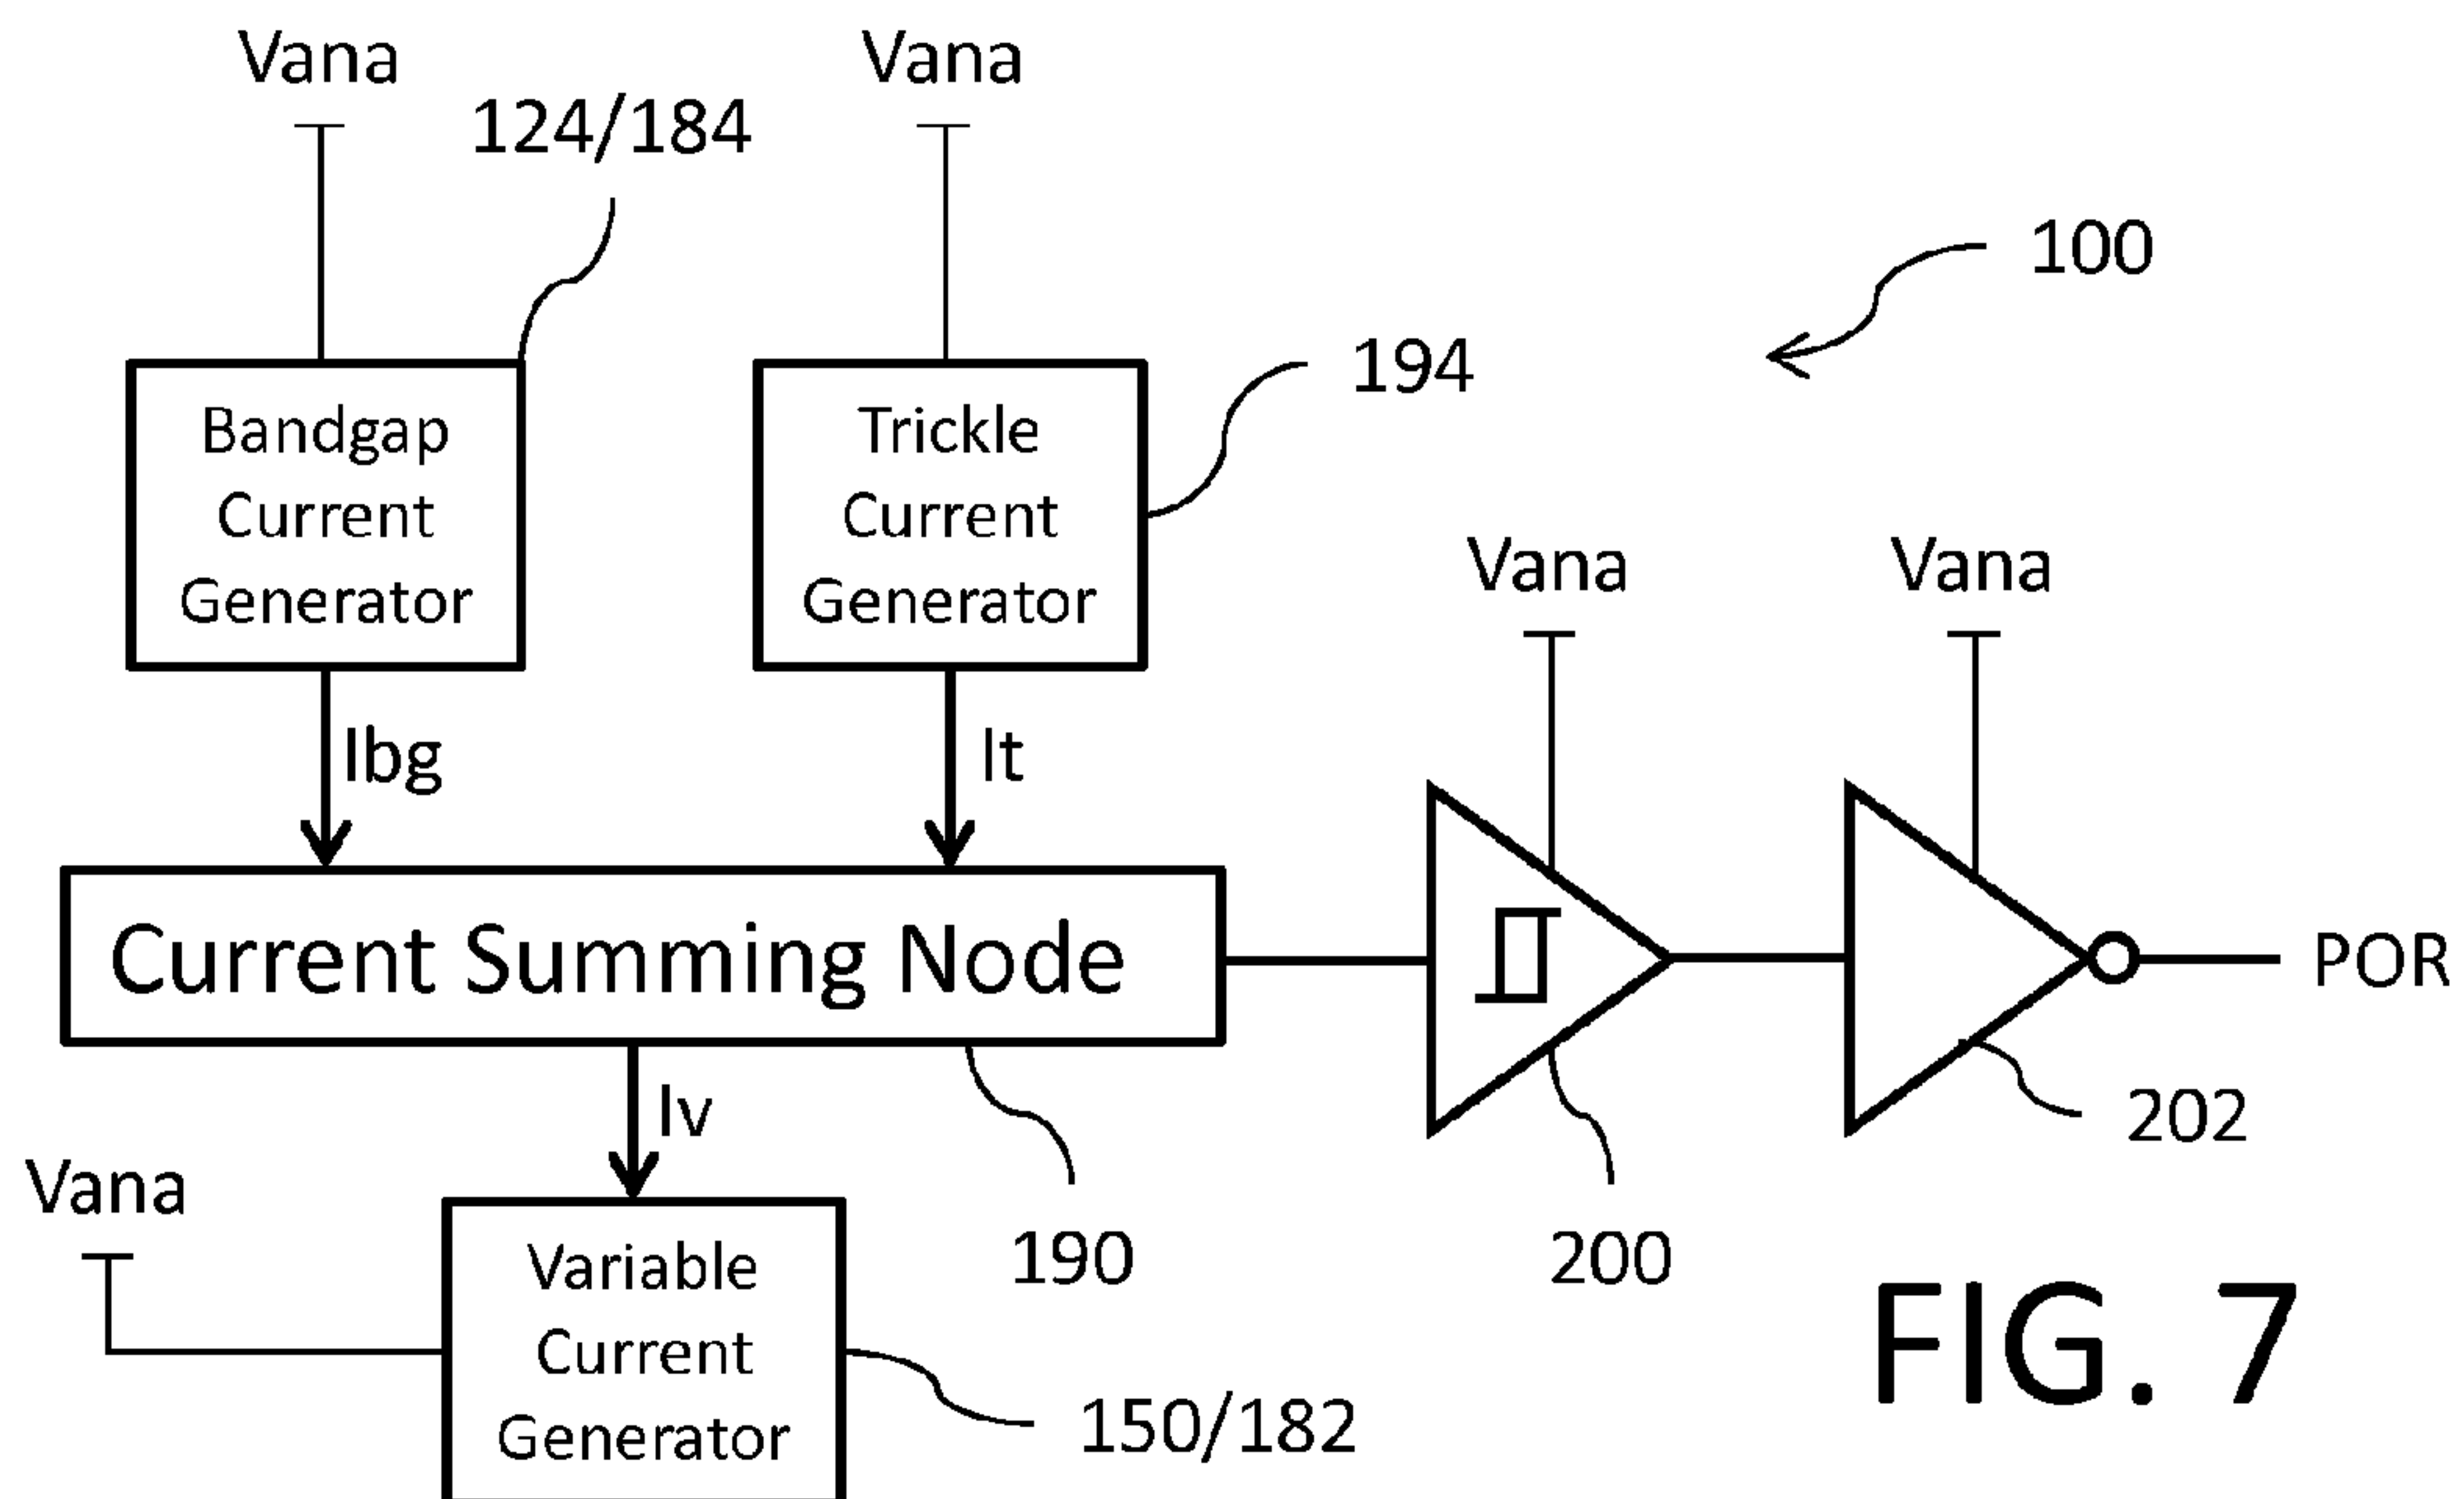 Vana
Vana
124/184
100
194
Bandgap
Current
Generator
Trickle
Current
Generator
Vana
Vana
Ibg
It
Current Summing Node
POR
Iv
202
Vana
190
200
Variable
Current
Generator
150/182
FIG. 7